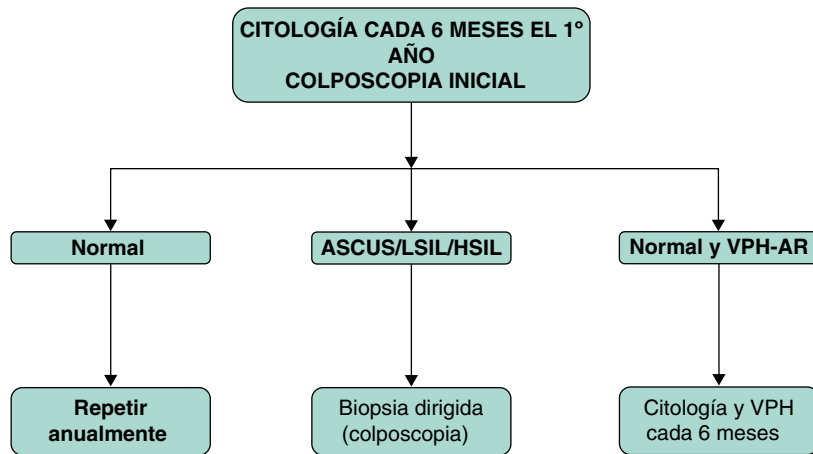 CITOLOGÍA CADA 6 MESES EL 1º
AÑO
COLPOSCOPIA INICIAL
Normal
ASCUS/LSIL/HSIL
Normal y VPH-AR
Repetir
anualmente
Biopsia dirigida
(colposcopia)
Citología y VPH
cada 6 meses